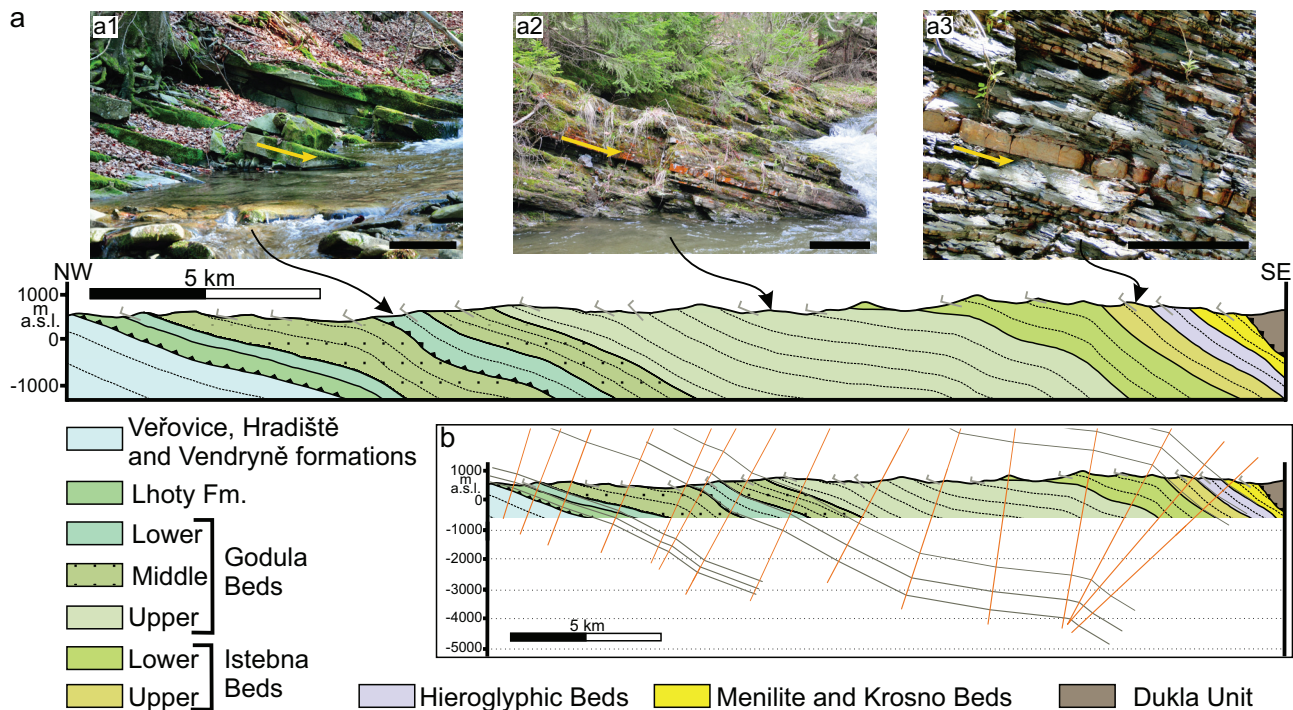 a
a1
a2
a3
NW
5 km
SE
1000
m
a.s.l.
0
-1000
Veřovice, Hradiště
and Vendryně formations
Lhoty Fm.
Lower
Middle
Upper
Godula
Beds
Lower
Upper
Istebna
Beds
b
1000
m
a.s.l.
0
-1000
-2000
-3000
-4000
-5000
5 km
Hieroglyphic Beds
Menilite and Krosno Beds
Dukla Unit